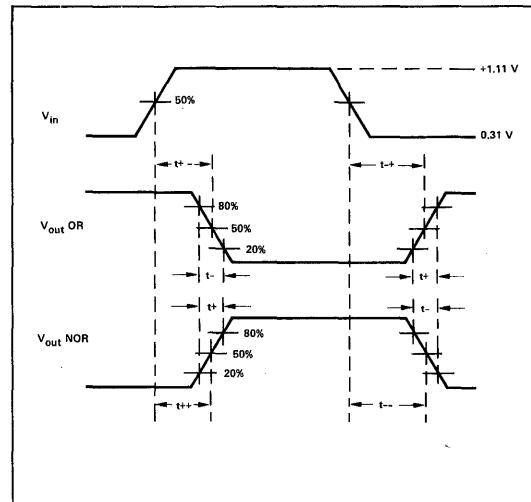 +1.11 V
50%
V_in
0.31 V
t+-
t-+
80%
V_out OR
50%
20%
t-
t+
t+
t-
V_out NOR
80%
50%
20%
t++
t--